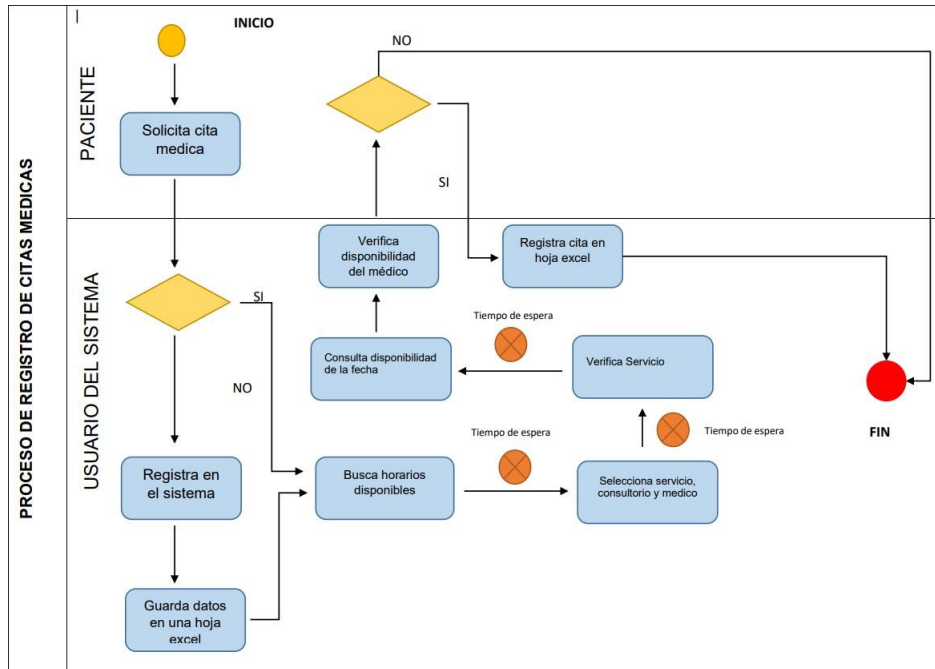 PROCESO DE REGISTRO DE CITAS MEDICAS
PACIENTE
INICIO
Solicita cita
medica
NO
SI
USUARIO DEL SISTEMA
SI
NO
Registra en
el sistema
Guarda datos
en una hoja
excel
Busca horarios
disponibles
Tiempo de espera
Selecciona servicio,
consultorio y medico
Tiempo de espera
Verifica Servicio
Tiempo de espera
Consulta disponibilidad
de la fecha
Verifica
disponibilidad
del médico
Registra cita en
hoja excel
FIN